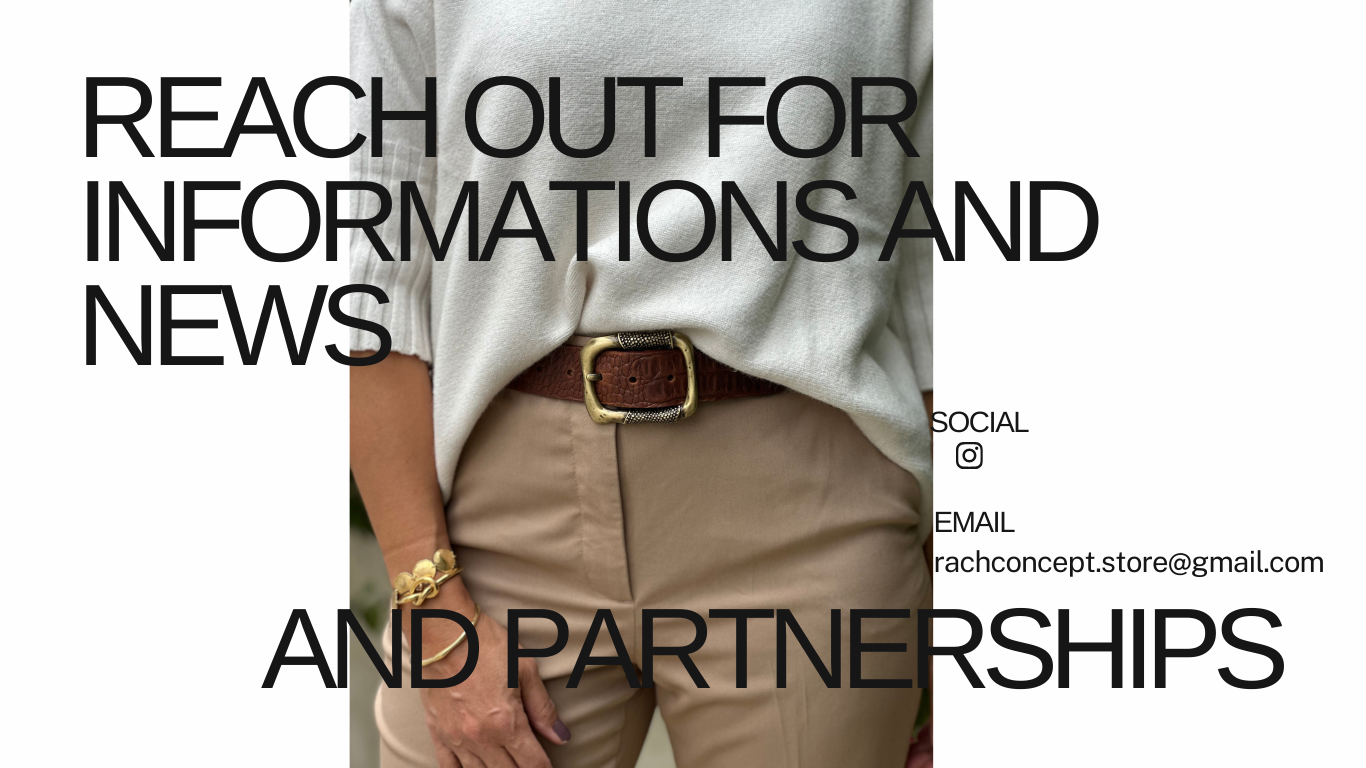 REACH OUT FOR
INFORMATIONS AND
NEWS
SOCIAL
EMAIL
rachconcept.store@gmail.com
AND PARTNERSHIPS